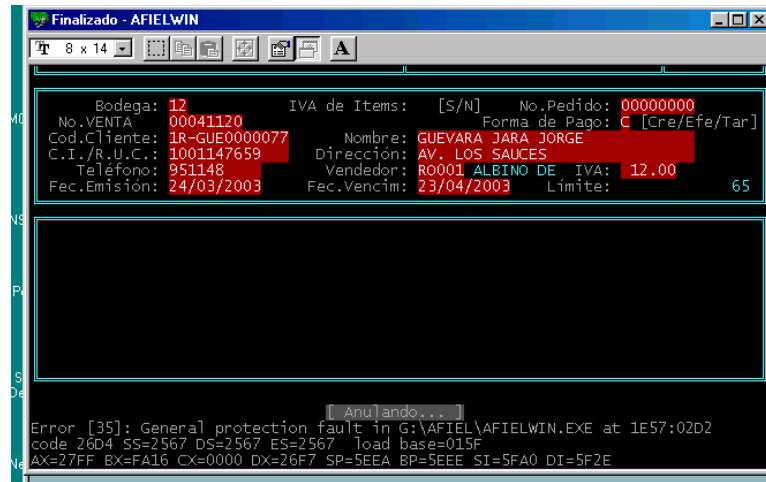 Finalizado - AFIELWIN
Tr 8 x 14 A
Bodega: 12 IVA de Items: [S/N] No.Pedido: 00000000
No.VENTA 00041120 Forma de Pago: C [Cre/Efe/Tar]
Cod.Cliente: 1R-GUE0000077 Nombre: GUEVARA JARA JORGE
C.I./R.U.C.: 1001147659 Dirección: AV. LOS SAUCES
Teléfono: 951148 Vendedor: RO001 ALBINO DE IVA: 12.00
Fec.Emisión: 24/03/2003 Fec.Vencim: 23/04/2003 Límite: 65
[ Anulando... ]
Error [35]: General protection fault in G:\AFIEL\AFIELWIN.EXE at 1E57:02D2
code 26D4 SS=2567 DS=2567 ES=2567 load base=015F
AX=27FF BX=FA16 CX=0000 DX=26F7 SP=5EEA BP=5EEE SI=5FA0 DI=5F2E